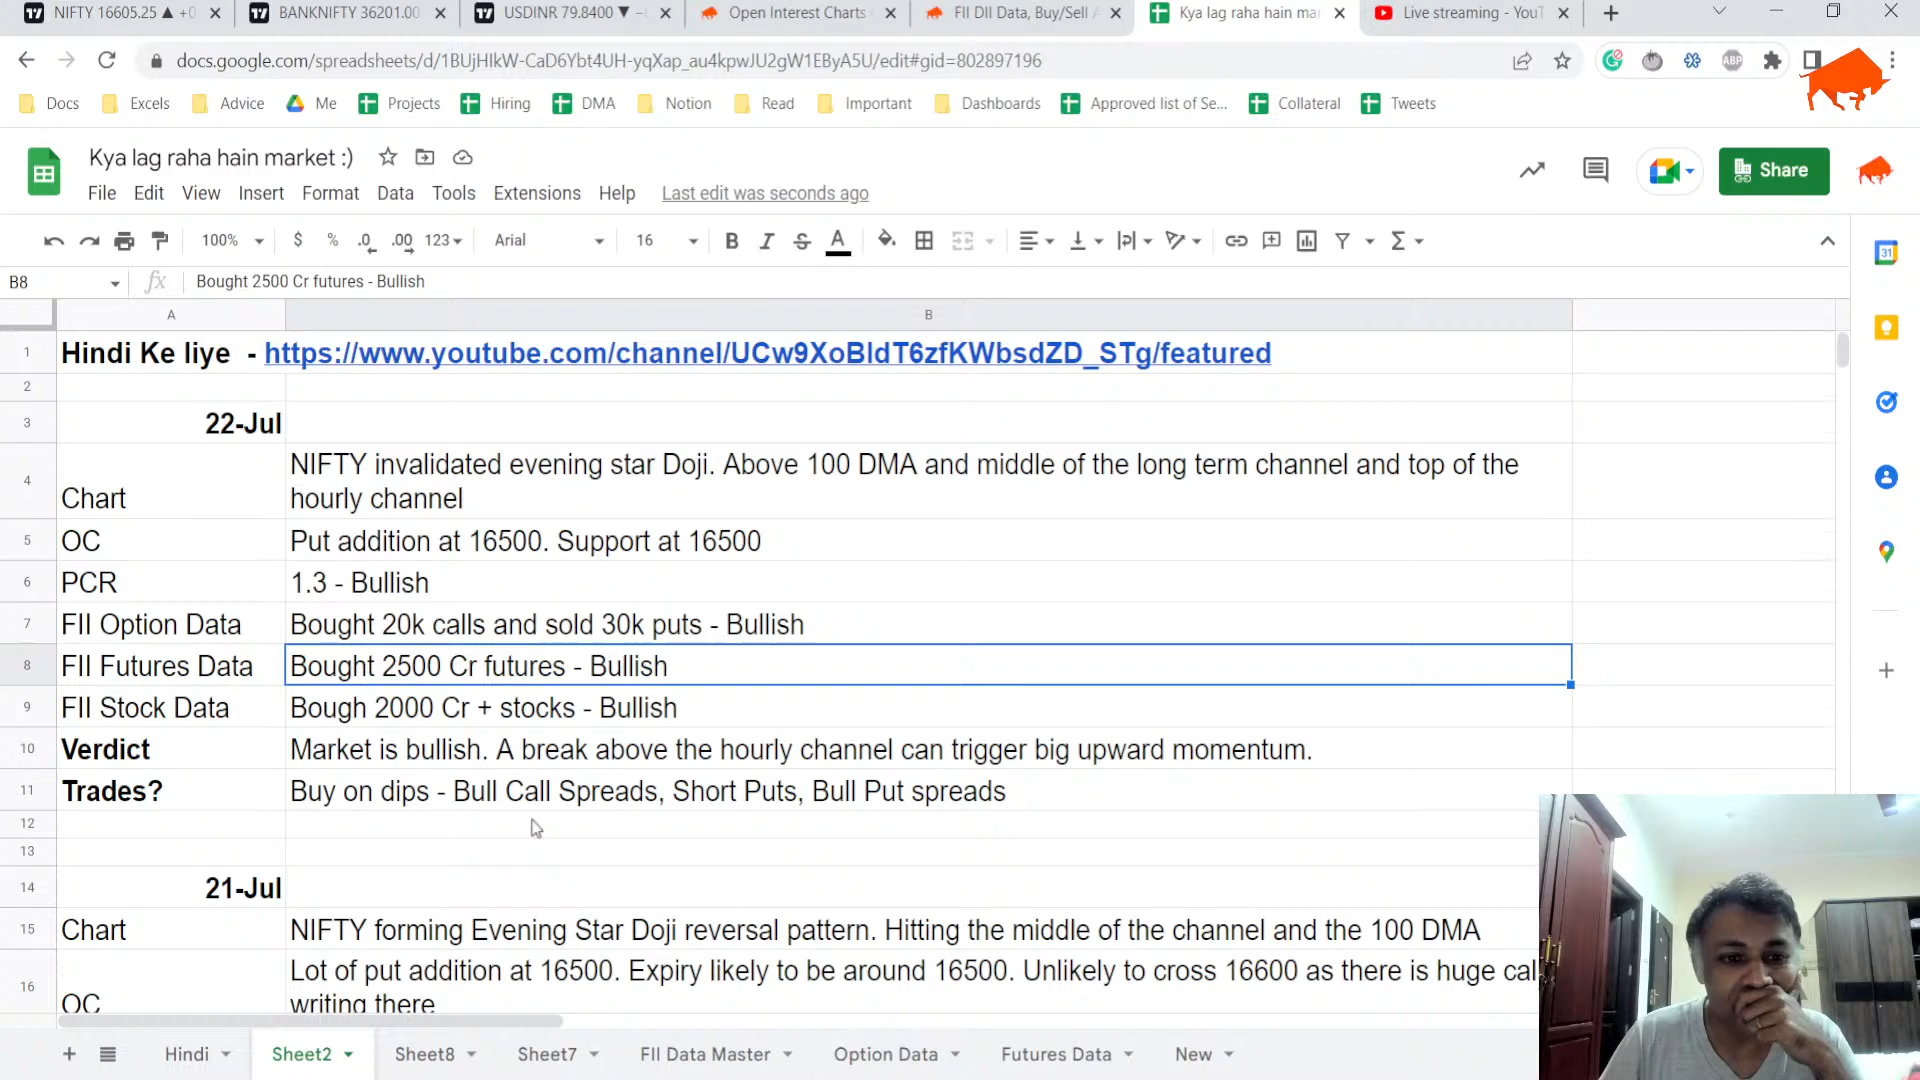 NIFTY 16605.25 ▲ +0
BANKNIFTY 36201.00
USDINR 79.8400 ▼ −
Open Interest Charts
FII DII Data, Buy/Sell
Kya lag raha hain mar
Live streaming - YouT
docs.google.com/spreadsheets/d/1BUjHIkW-CaD6Ybt4UH-yqXap_au4kpwJU2gW1EByA5U/edit#gid=802897196
Docs Excels Advice Me Projects Hiring DMA Notion Read Important Dashboards Approved list of Se... Collateral Tweets
Kya lag raha hain market :)
File Edit View Insert Format Data Tools Extensions Help Last edit was seconds ago
Share
100% $ % .0 .00 123 Arial 16 B I S A
B8 fx Bought 2500 Cr futures - Bullish
A B
1 Hindi Ke liye - https://www.youtube.com/channel/UCw9XoBIdT6zfKWbsdZD_STg/featured
2
3 22-Jul
NIFTY invalidated evening star Doji. Above 100 DMA and middle of the long term channel and top of the
4 Chart hourly channel
5 OC Put addition at 16500. Support at 16500
6 PCR 1.3 - Bullish
7 FII Option Data Bought 20k calls and sold 30k puts - Bullish
8 FII Futures Data Bought 2500 Cr futures - Bullish
9 FII Stock Data Bough 2000 Cr + stocks - Bullish
10 Verdict Market is bullish. A break above the hourly channel can trigger big upward momentum.
11 Trades? Buy on dips - Bull Call Spreads, Short Puts, Bull Put spreads
12
13
14 21-Jul
15 Chart NIFTY forming Evening Star Doji reversal pattern. Hitting the middle of the channel and the 100 DMA
Lot of put addition at 16500. Expiry likely to be around 16500. Unlikely to cross 16600 as there is huge cal
16 OC writing there
Hindi Sheet2 Sheet8 Sheet7 FII Data Master Option Data Futures Data New